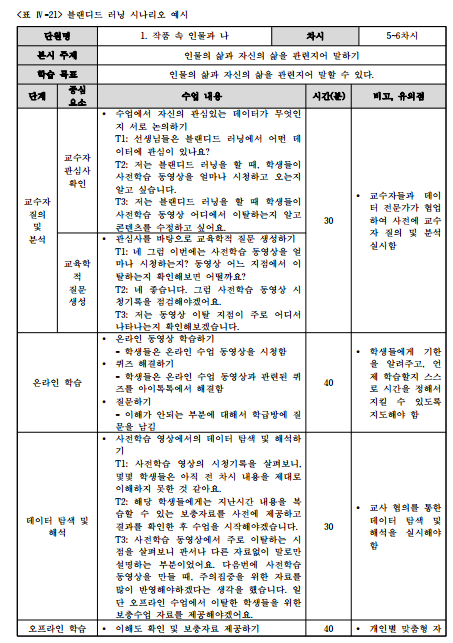 <표 Ⅳ-21> 블랜디드 러닝 시나리오 예시
단원명
1. 작품 속 인물과 나
차시
5-6차시
본시 주제
인물의 삶과 자신의 삶을 관련지어 말하기
학습 목표
인물의 삶과 자신의 삶을 관련지어 말할 수 있다.
단계
중심
요소
수업 내용
시간(분)
비고, 유의점
교수자
질의
및
분석
교수자
관심사
확인
• 수업에서 자신의 관심있는 데이터가 무엇인
지 서로 논의하기
T1: 선생님들은 블랜디드 러닝에서 어떤 데
이터에 관심이 있나요?
T2: 저는 블랜디드 러닝을 할 때, 학생들이
사전학습 동영상을 얼마나 시청하고 오는지
알고 싶습니다.
T3: 저는 블랜디드 러닝을 할 때 학생들이
사전학습 동영상 어디에서 이탈하는지 알고
콘텐츠를 수정하고 싶어요.
교육학
적
질문
생성
• 관심사를 바탕으로 교육학적 질문 생성하기
T1: 네 그럼 이번에는 사전학습 동영상을 얼
마나 시청하는지? 동영상 어느 지점에서 이
탈하는지 확인해보면 어떨까요?
T2: 네 좋습니다. 그럼 사전학습 동영상 시
청기록을 점검해야겠어요.
T3: 저는 동영상 이탈 지점이 주로 어디서
나타나는지 확인해보겠습니다.
30
• 교수자들과 데이
터 전문가가 협업
하여 사전에 교수
자 질의 및 분석
실시함
온라인 학습
• 온라인 동영상 학습하기
- 학생들은 온라인 수업 동영상을 시청함
• 퀴즈 해결하기
- 학생들은 온라인 수업 동영상과 관련된 퀴
즈를 아이톡톡에서 해결함
• 질문하기
- 이해가 안되는 부분에 대해서 학급방에 질
문을 남김
40
• 학생들에게 기한
을 알려주고, 언
제 학습할지 스스
로 시간을 정해서
지킬 수 있도록
지도해야 함
데이터 탐색 및
해석
• 사전학습 영상에서의 데이터 탐색 및 해석하
기
T1: 사전학습 영상의 시청기록을 살펴보니,
몇몇 학생들은 아직 전 차시 내용을 제대로
이해하지 못한 것 같아요.
T2: 해당 학생들에게는 지난시간 내용을 복
습할 수 있는 보충자료를 사전에 제공하고
결과를 확인한 후 수업을 시작해야겠습니다.
T3: 사전학습 동영상에서 주로 이탈하는 시
점을 살펴보니 판서나 다른 자료없이 말로만
설명하는 부분이었어요. 다음번에 사전학습
동영상을 만들 때, 주의집중을 위한 자료를
많이 반영해야하겠다는 생각을 했습니다. 일
단 오프라인 수업에서 이탈한 학생들을 위한
보충수업 자료를 제공해야겠어요.
30
• 교사 협의를 통한
데이터 탐색 및
해석을 실시해야
함
오프라인 학습
• 이해도 확인 및 보충자료 제공하기
40
• 개인별 맞춤형 자